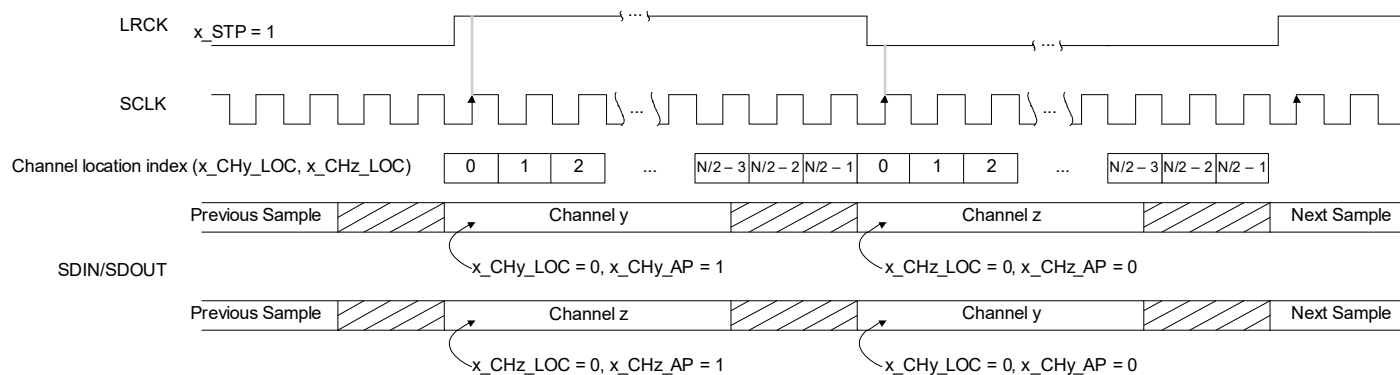 LRCK
x_STP = 1
...
...
SCLK
...
...
Channel location index (x_CHy_LOC, x_CHz_LOC)
0 1 2 ... N/2 – 3 N/2 – 2 N/2 – 1 0 1 2 ... N/2 – 3 N/2 – 2 N/2 – 1
Previous Sample Channel y Channel z Next Sample
x_CHy_LOC = 0, x_CHy_AP = 1 x_CHz_LOC = 0, x_CHz_AP = 0
SDIN/SDOUT
Previous Sample Channel z Channel y Next Sample
x_CHz_LOC = 0, x_CHz_AP = 1 x_CHy_LOC = 0, x_CHy_AP = 0